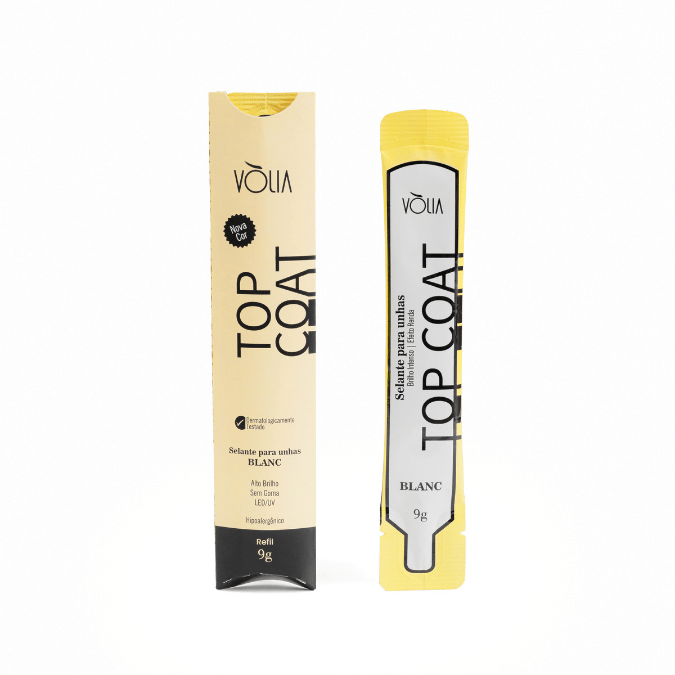 VÒLIA
Nova
Cor
TOP
COAT
Dermatologicamente
Testado
Selante para unhas
BLANC
Alto Brilho
Sem Goma
LED/UV
Hipoalergênico
Refil
9g
VÒLIA
TOP COAT
Selante para unhas
Brilho Intenso | Efeito Renda
BLANC
9g